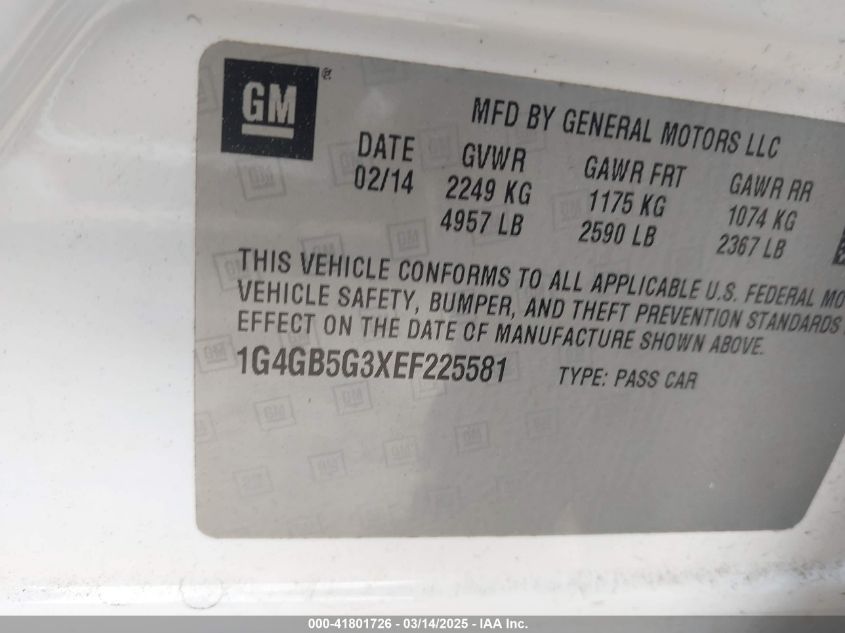 GM
MFD BY GENERAL MOTORS LLC
DATE GVWR GAWR FRT GAWR RR
02/14 2249 KG 1175 KG 1074 KG
4957 LB 2590 LB 2367 LB
THIS VEHICLE CONFORMS TO ALL APPLICABLE U.S. FEDERAL MO
VEHICLE SAFETY, BUMPER, AND THEFT PREVENTION STANDARDS
EFFECT ON THE DATE OF MANUFACTURE SHOWN ABOVE.
1G4GB5G3XEF225581 TYPE: PASS CAR
000-41801726 - 03/14/2025 - IAA Inc.